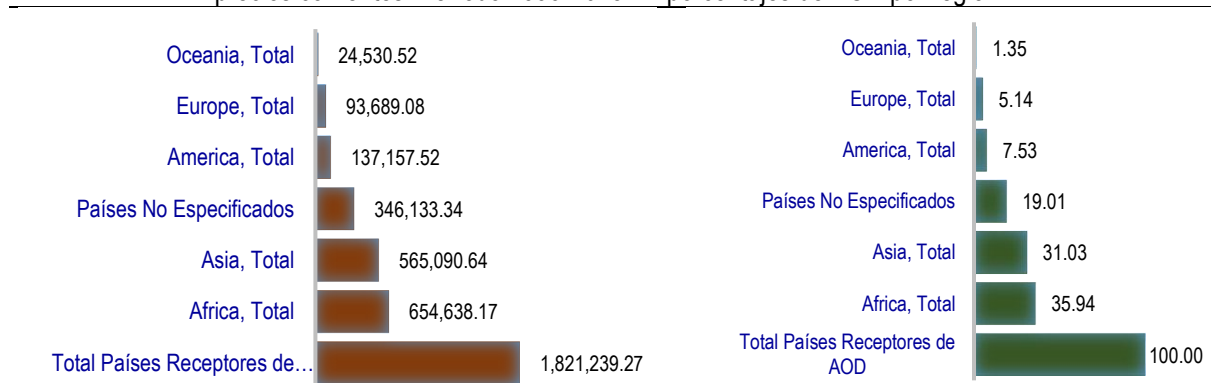 Oceania, Total 24,530.52
Europe, Total 93,689.08
America, Total 137,157.52
Países No Especificados 346,133.34
Asia, Total 565,090.64
Africa, Total 654,638.17
Total Países Receptores de… 1,821,239.27
Oceania, Total 1.35
Europe, Total 5.14
America, Total 7.53
Países No Especificados 19.01
Asia, Total 31.03
Africa, Total 35.94
Total Países Receptores de
AOD 100.00